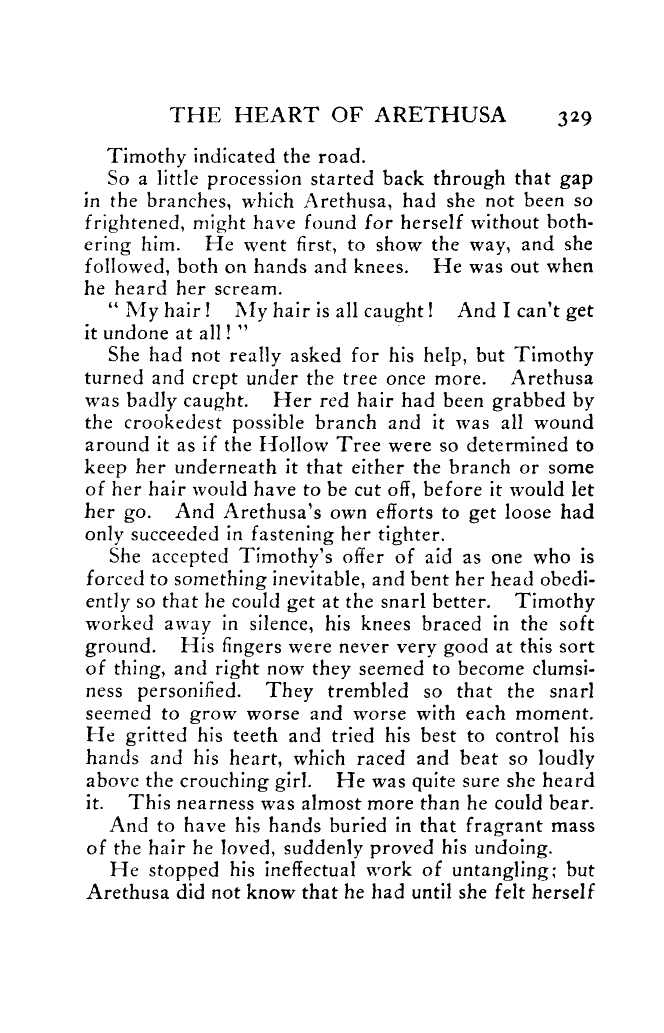 THE HEART OF ARETHUSA 329
Timothy indicated the road.
So a little procession started back through that gap
in the branches, which Arethusa, had she not been so
frightened, might have found for herself without both-
ering him. He went first, to show the way, and she
followed, both on hands and knees. He was out when
he heard her scream.
“ My hair ! My hair is all caught ! And I can't get
it undone at all ! ”
She had not really asked for his help, but Timothy
turned and crept under the tree once more. Arethusa
was badly caught. Her red hair had been grabbed by
the crookedest possible branch and it was all wound
around it as if the Hollow Tree were so determined to
keep her underneath it that either the branch or some
of her hair would have to be cut off, before it would let
her go. And Arethusa's own efforts to get loose had
only succeeded in fastening her tighter.
She accepted Timothy's offer of aid as one who is
forced to something inevitable, and bent her head obedi-
ently so that he could get at the snarl better. Timothy
worked away in silence, his knees braced in the soft
ground. His fingers were never very good at this sort
of thing, and right now they seemed to become clumsi-
ness personified. They trembled so that the snarl
seemed to grow worse and worse with each moment.
He gritted his teeth and tried his best to control his
hands and his heart, which raced and beat so loudly
above the crouching girl. He was quite sure she heard
it. This nearness was almost more than he could bear.
And to have his hands buried in that fragrant mass
of the hair he loved, suddenly proved his undoing.
He stopped his ineffectual work of untangling; but
Arethusa did not know that he had until she felt herself